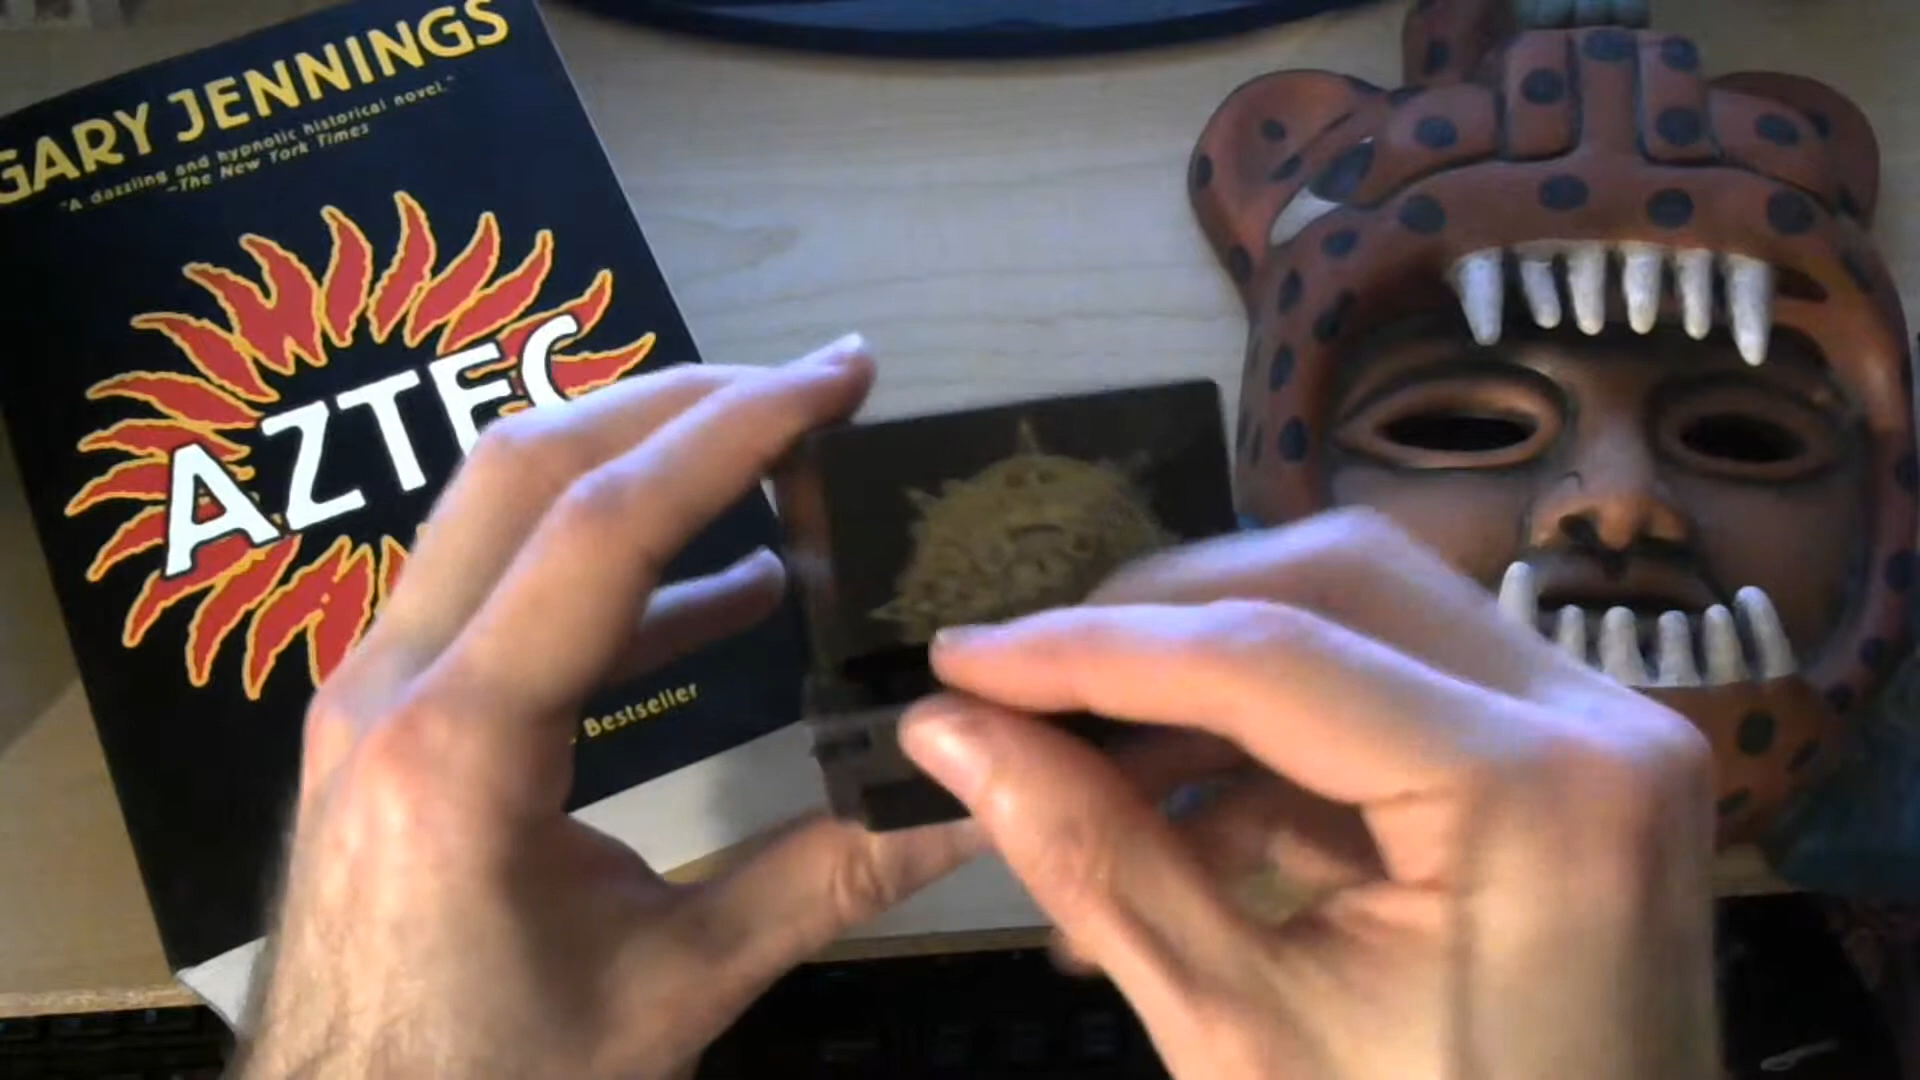 GARY JENNINGS
"A dazzling and hypnotic historical novel."
—The New York Times
AZTEC
Bestseller